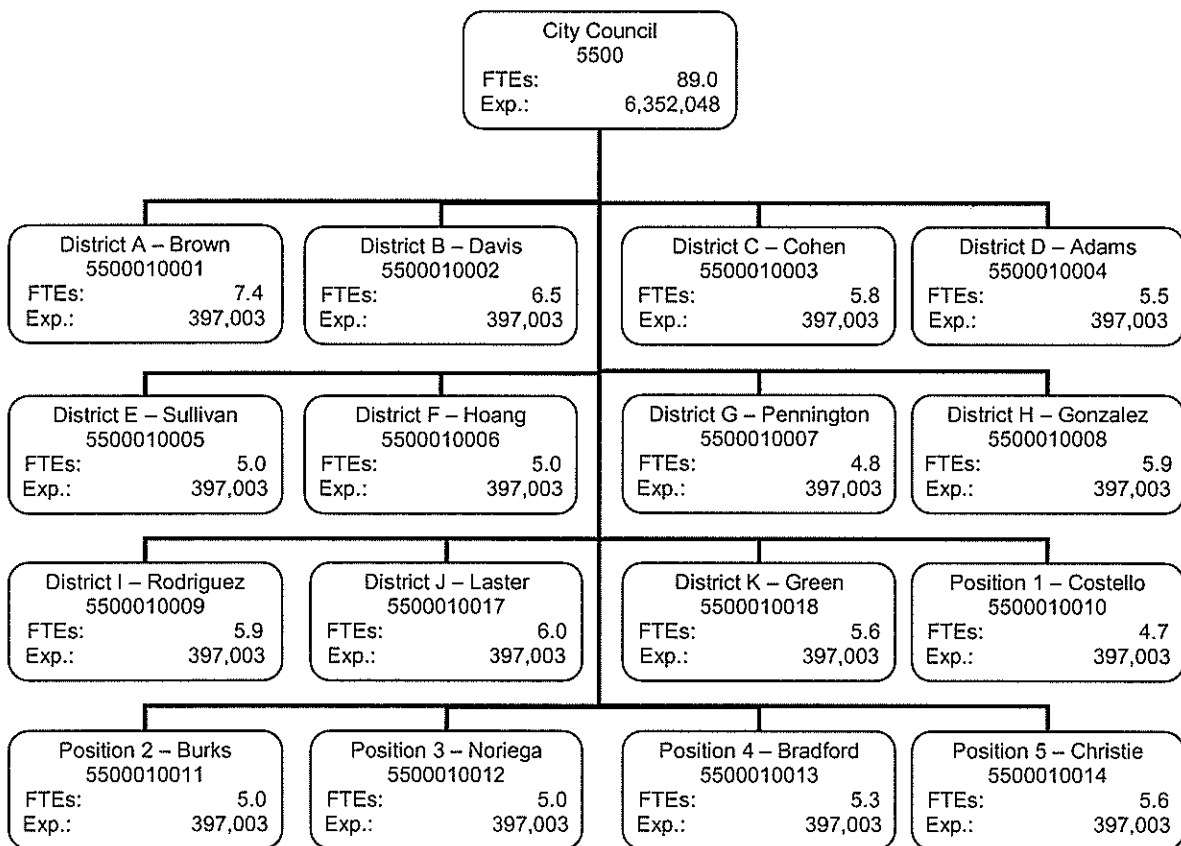 City Council
5500
FTEs: 89.0
Exp.: 6,352,048
District A – Brown
5500010001
FTEs: 7.4
Exp.: 397,003
District B – Davis
5500010002
FTEs: 6.5
Exp.: 397,003
District C – Cohen
5500010003
FTEs: 5.8
Exp.: 397,003
District D – Adams
5500010004
FTEs: 5.5
Exp.: 397,003
District E – Sullivan
5500010005
FTEs: 5.0
Exp.: 397,003
District F – Hoang
5500010006
FTEs: 5.0
Exp.: 397,003
District G – Pennington
5500010007
FTEs: 4.8
Exp.: 397,003
District H – Gonzalez
5500010008
FTEs: 5.9
Exp.: 397,003
District I – Rodriguez
5500010009
FTEs: 5.9
Exp.: 397,003
District J – Laster
5500010017
FTEs: 6.0
Exp.: 397,003
District K – Green
5500010018
FTEs: 5.6
Exp.: 397,003
Position 1 – Costello
5500010010
FTEs: 4.7
Exp.: 397,003
Position 2 – Burks
5500010011
FTEs: 5.0
Exp.: 397,003
Position 3 – Noriega
5500010012
FTEs: 5.0
Exp.: 397,003
Position 4 – Bradford
5500010013
FTEs: 5.3
Exp.: 397,003
Position 5 – Christie
5500010014
FTEs: 5.6
Exp.: 397,003